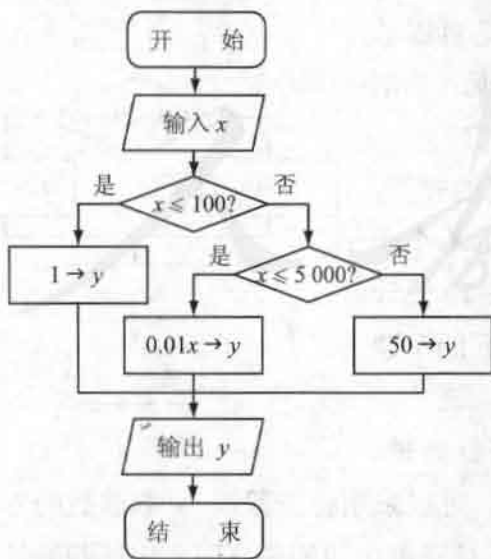 开 始
输入 x
是 否
x ≤ 100?
是 否
1 → y
x ≤ 5 000?
0.01x → y
50 → y
输出 y
结 束